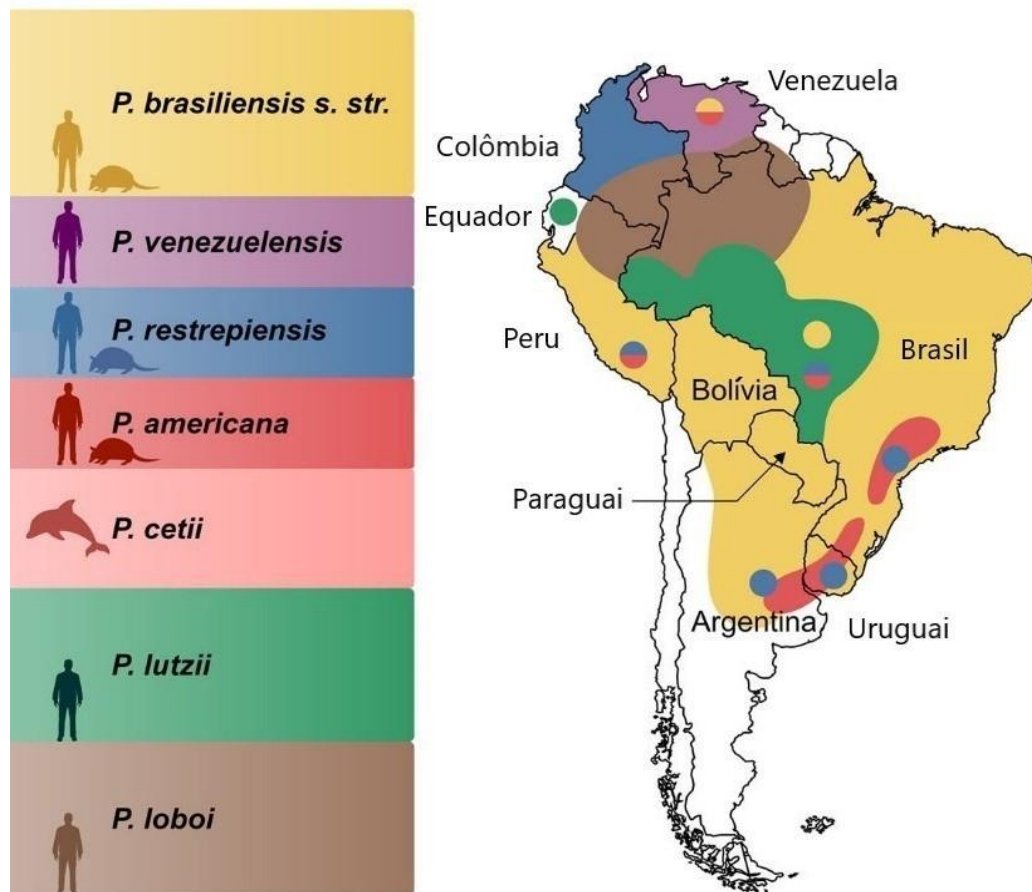 P. brasiliensis s. str.
P. venezuelensis
P. restrepiensis
P. americana
P. cetii
P. lutzii
P. loboi
Venezuela
Colômbia
Equador
Peru
Brasil
Bolívia
Paraguai
Argentina
Uruguai